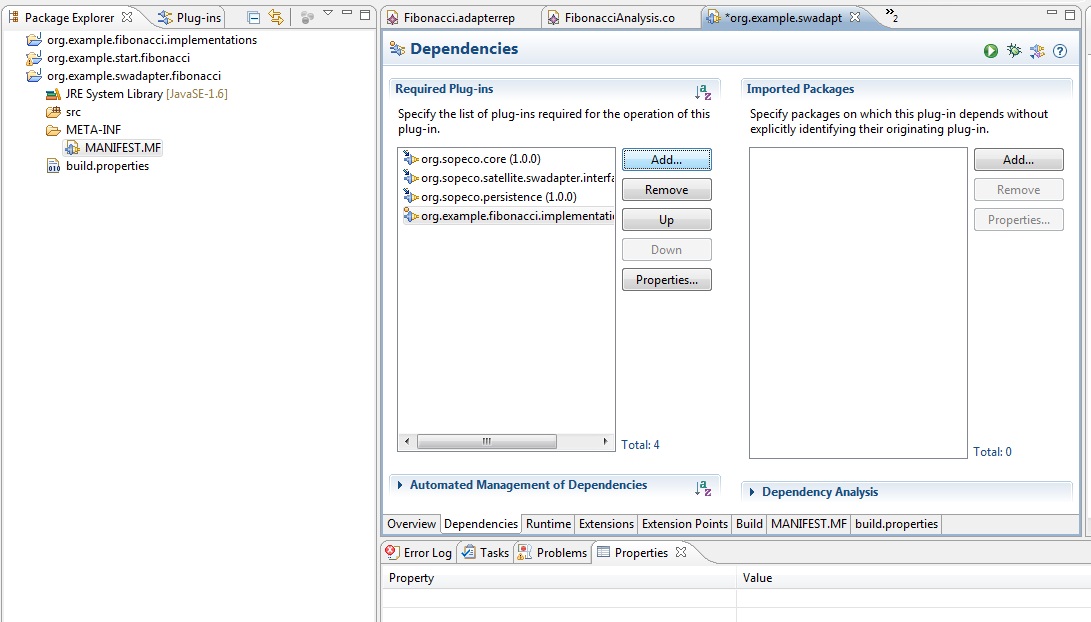 Package Explorer
Plug-ins
org.example.fibonacci.implementations
org.example.start.fibonacci
org.example.swadapter.fibonacci
JRE System Library [JavaSE-1.6]
src
META-INF
MANIFEST.MF
010
build.properties
Fibonacci.adapterrep
FibonacciAnalysis.co
*org.example.swadapt
»2
Dependencies
Required Plug-ins
Specify the list of plug-ins required for the operation of this
plug-in.
org.sopeco.core (1.0.0)
org.sopeco.satellite.swadapter.interfa
org.sopeco.persistence (1.0.0)
org.example.fibonacci.implementati
Add...
Remove
Up
Down
Properties...
Total: 4
Imported Packages
Specify packages on which this plug-in depends without
explicitly identifying their originating plug-in.
Add...
Remove
Properties...
Total: 0
Automated Management of Dependencies
Dependency Analysis
Overview
Dependencies
Runtime
Extensions
Extension Points
Build
MANIFEST.MF
build.properties
Error Log
Tasks
Problems
Properties
Property
Value